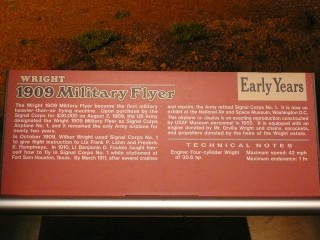 WRIGHT
1909 Military Flyer
Early Years
The Wright 1909 Military Flyer became the first military
heavier-than-air flying machine. Upon purchase by the
Signal Corps for $30,000 on August 2, 1909, the US Army
designated the Wright 1909 Military Flyer as Signal Corps
Airplane No. 1, and it remained the only Army airplane for
nearly two years.
In October 1909, Wilbur Wright used Signal Corps No. 1
to give flight instruction to Lts Frank P. Lahm and Frederic
E. Humphreys. In 1910, Lt Benjamin D. Foulois taught him-
self how to fly in Signal Corps No. 1 while stationed at
Fort Sam Houston, Texas. By March 1911, after several crashes
and repairs, the Army retired Signal Corps No. 1. It is now on
exhibit at the National Air and Space Museum, Washington D.C.
The airplane on display is an exacting reproduction constructed
by USAF Museum personnel in 1955. It is equipped with an
engine donated by Mr. Orville Wright and chains, sprockets,
and propellers donated by the heirs of the Wright estate.
TECHNICAL NOTES
Engine: Four-cylinder Wright
of 30.6 hp
Maximum speed: 42 mph
Maximum endurance: 1 hr